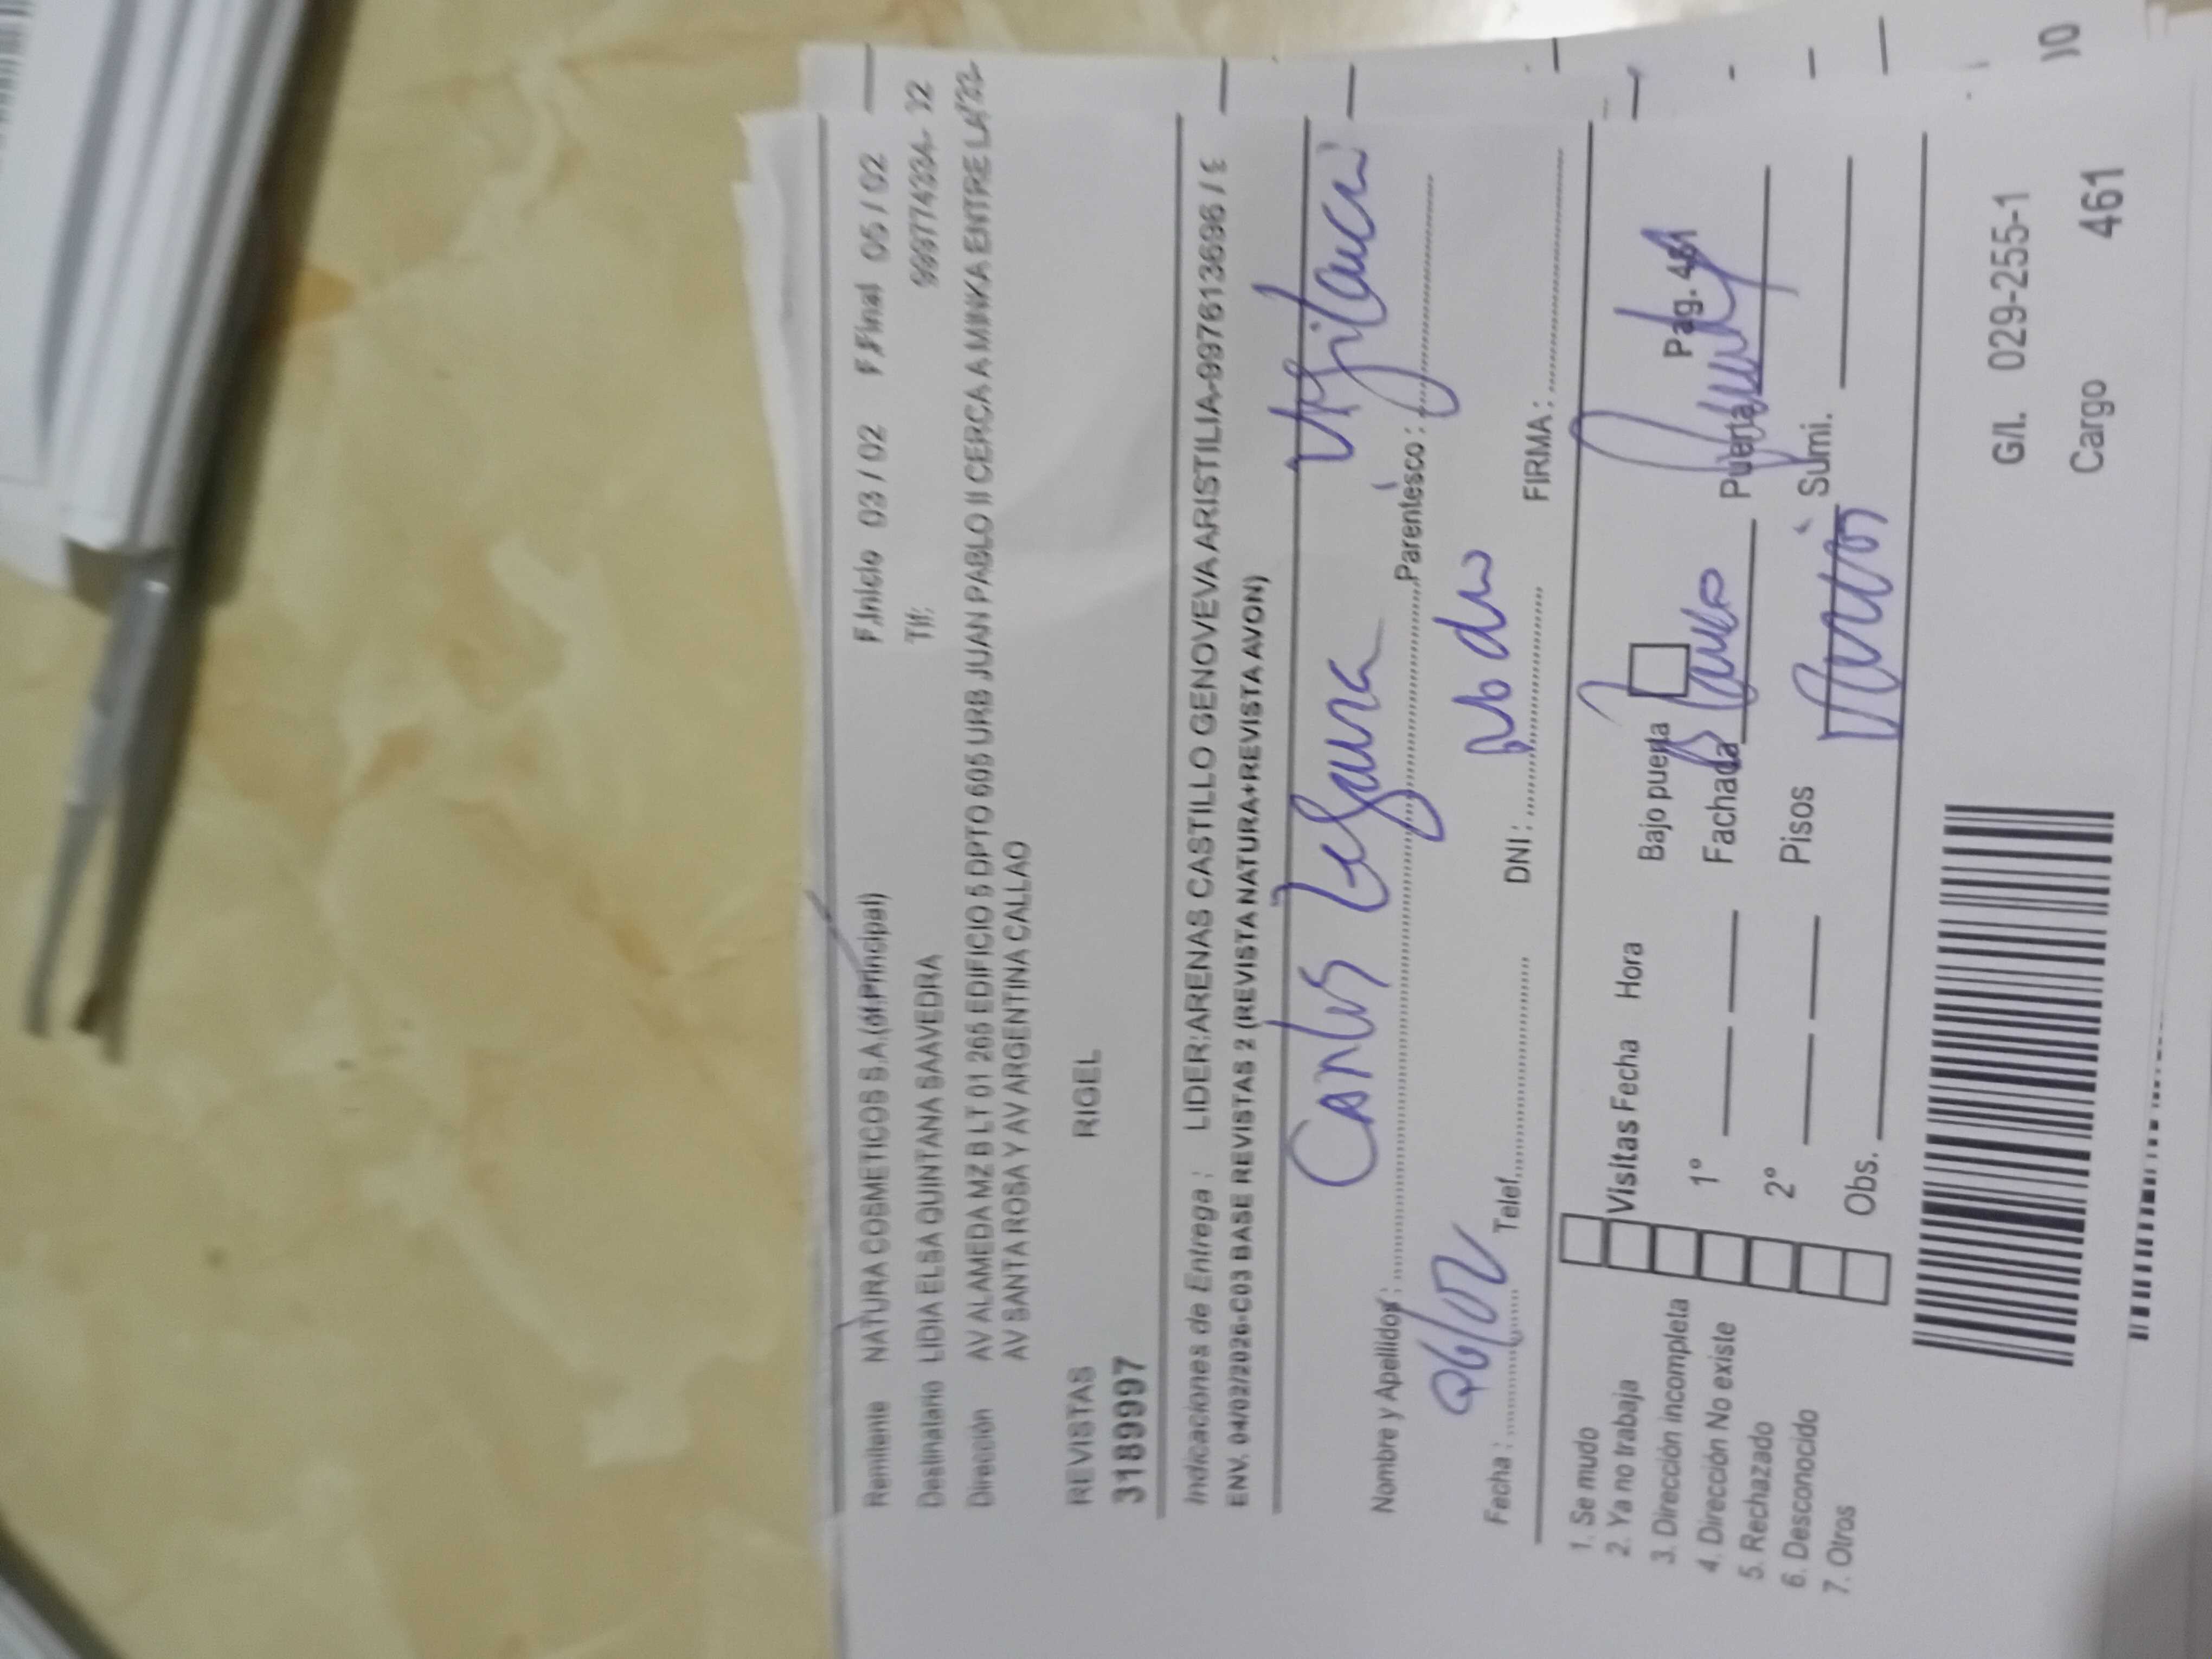 Remitente NATURA COSMETICOS S.A.(of.Principal) F.Inicio 03/02 F.Final 05/02
Destinatario LIDIA ELSA QUINTANA SAAVEDRA Tlf:
Dirección AV ALAMEDA MZ B LT 01 265 EDIFICIO 5 DPTO 605 URB JUAN PABLO II CERCA A MINKA ENTRE LA
AV SANTA ROSA Y AV ARGENTINA CALLAO
REVISTAS RIGEL
3189997
Indicaciones de Entrega : LIDER:ARENAS CASTILLO GENOVEVA ARISTILIA-997613696 / E
ENV. 04/02/2026-C03 BASE REVISTAS 2 (REVISTA NATURA+REVISTA AVON)
Nombre y Apellidos : Carlos Parentesco : Vigilancia
Fecha : 06/02 Telef. DNI : No dio FIRMA :
1. Se mudo
2. Ya no trabaja
3. Dirección incompleta
4. Dirección No existe
5. Rechazado
6. Desconocido
7. Otros
Visitas Fecha Hora Bajo puerta Pag. 461
1° Fachada Puerta
2° Pisos Sumi.
Obs.
G/L 029-255-1
Cargo 461
10